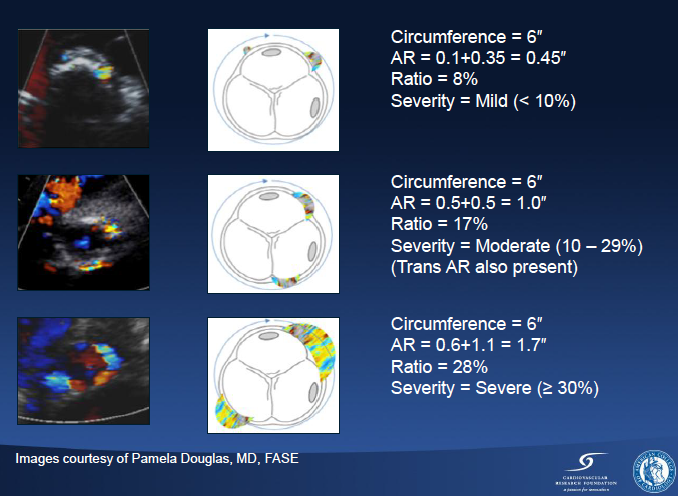 Circumference = 6″
AR = 0.1+0.35 = 0.45″
Ratio = 8%
Severity = Mild (< 10%)
Circumference = 6″
AR = 0.5+0.5 = 1.0″
Ratio = 17%
Severity = Moderate (10 – 29%)
(Trans AR also present)
Circumference = 6″
AR = 0.6+1.1 = 1.7″
Ratio = 28%
Severity = Severe (≥ 30%)
Images courtesy of Pamela Douglas, MD, FASE
CARDIOVASCULAR
RESEARCH FOUNDATION
a passion for innovation